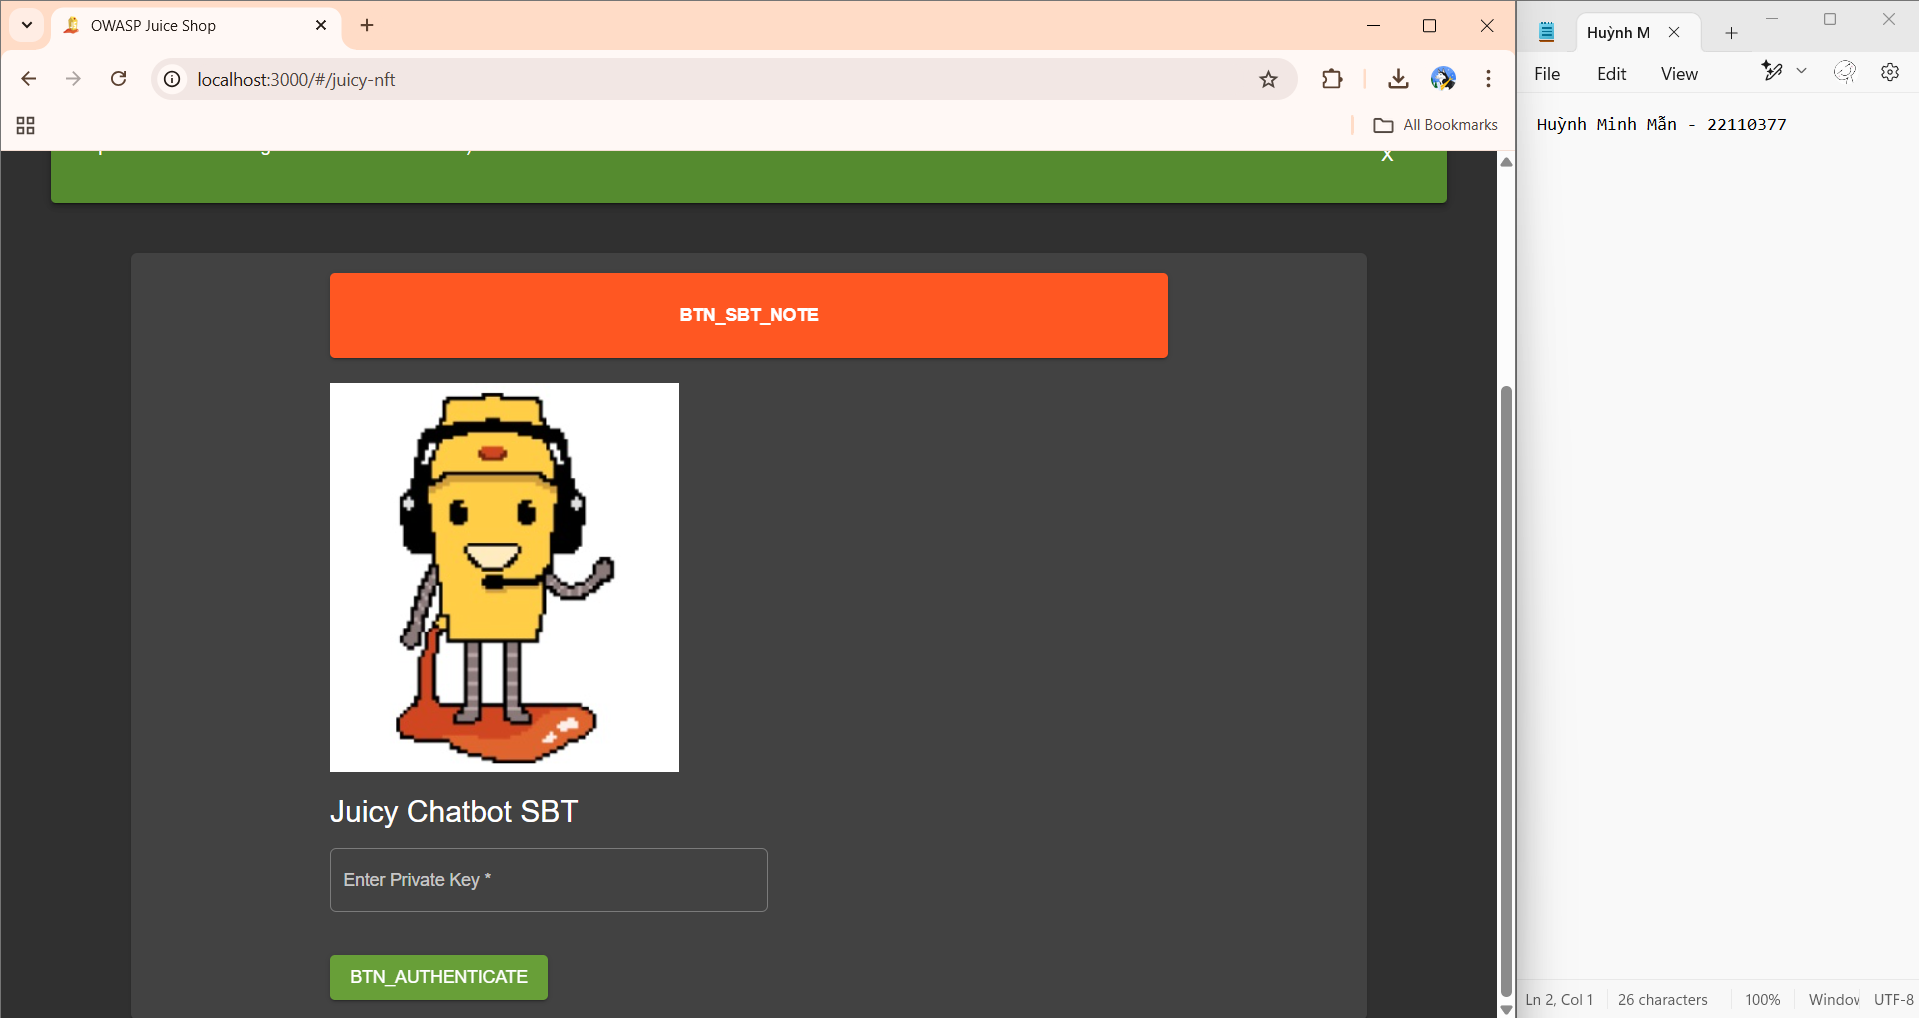 OWASP Juice Shop
localhost:3000/#/juicy-nft
All Bookmarks
X
BTN_SBT_NOTE
Juicy Chatbot SBT
Enter Private Key *
BTN_AUTHENTICATE
Huỳnh M
File Edit View
Huỳnh Minh Mẫn - 22110377
Ln 2, Col 1 26 characters 100% Window UTF-8